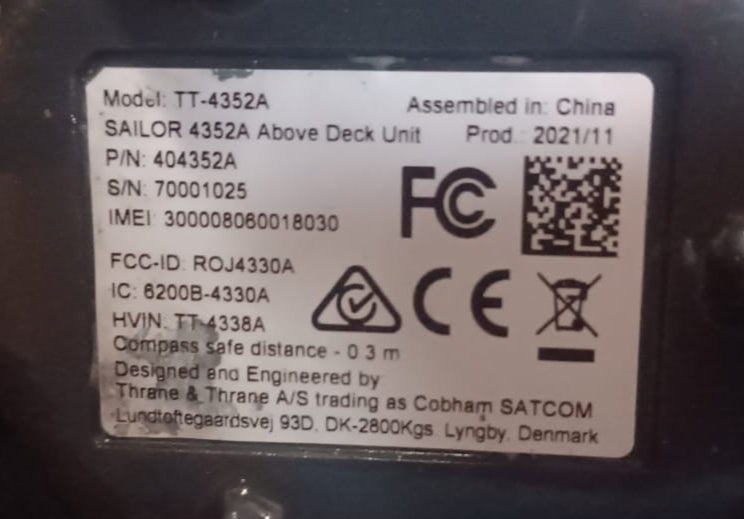 Model: TT-4352A
Assembled in: China
SAILOR 4352A Above Deck Unit
Prod.: 2021/11
P/N: 404352A
S/N: 70001025
IMEI: 300008060018030
FC
FCC-ID: ROJ4330A
IC: 6200B-4330A
CE
HVIN: TT-4338A
Compass safe distance - 0.3 m
Designed and Engineered by
Thrane & Thrane A/S trading as Cobham SATCOM
Lundtoftegaardsvej 93D, DK-2800Kgs. Lyngby, Denmark